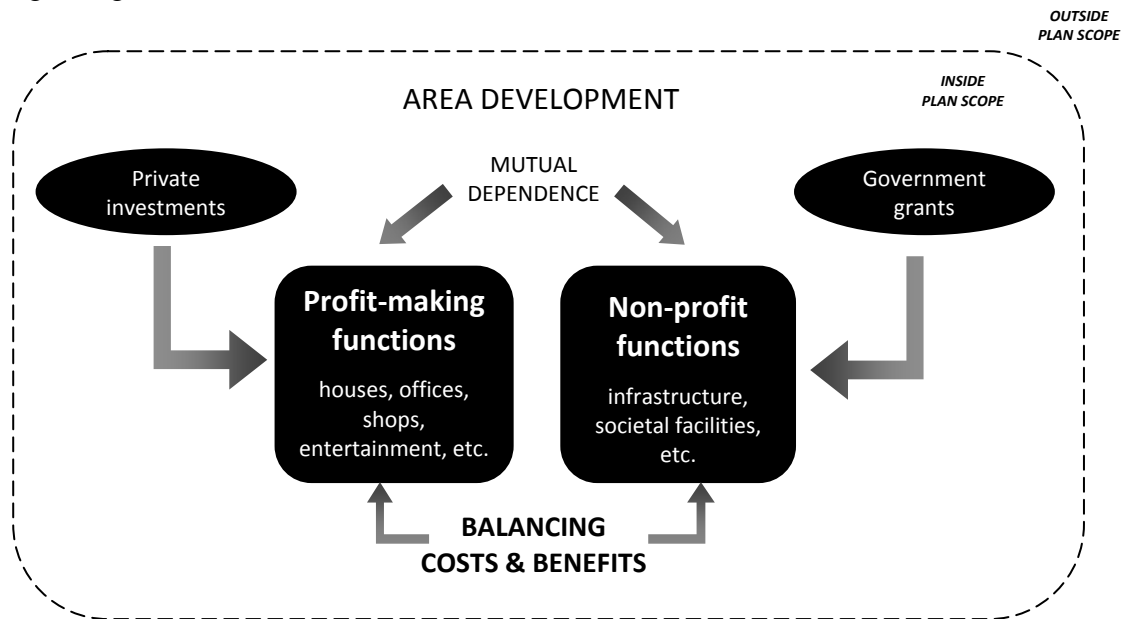 OUTSIDE
PLAN SCOPE
INSIDE
PLAN SCOPE
AREA DEVELOPMENT
Private
investments
MUTUAL
DEPENDENCE
Government
grants
Profit-making
functions
houses, offices,
shops,
entertainment, etc.
Non-profit
functions
infrastructure,
societal facilities,
etc.
BALANCING
COSTS & BENEFITS